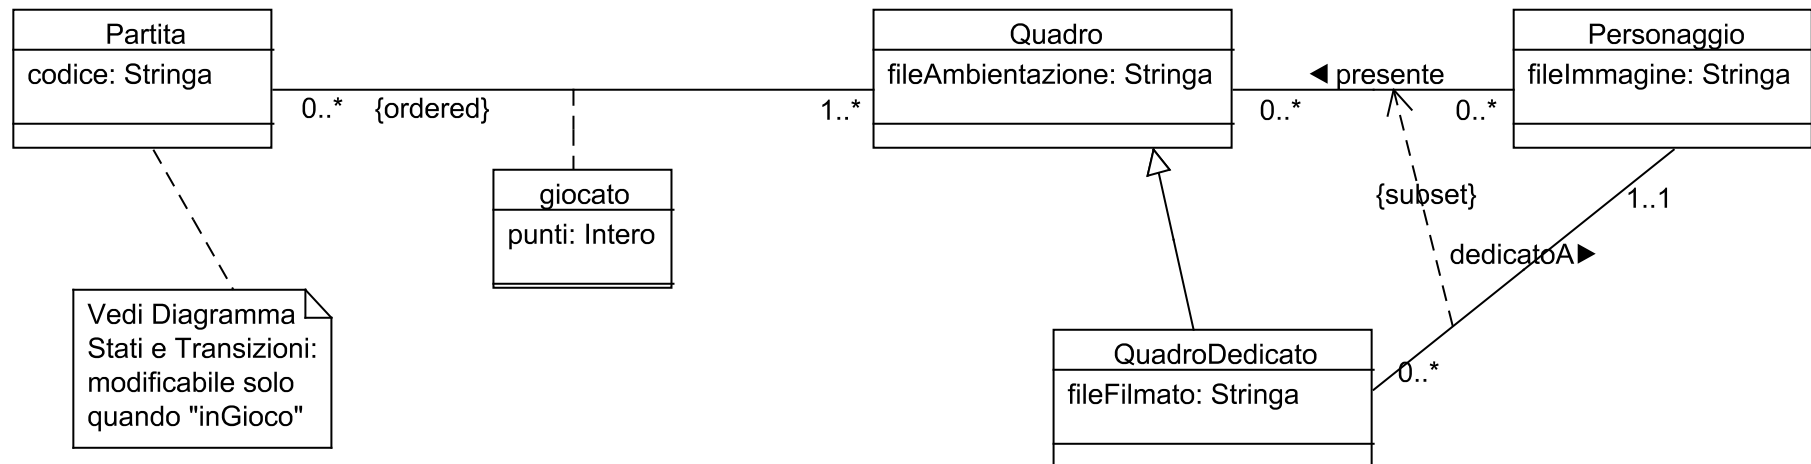 Partita
codice: Stringa
0..*
{ordered}
1..*
giocato
punti: Intero
Vedi Diagramma
Stati e Transizioni:
modificabile solo
quando "inGioco"
Quadro
fileAmbientazione: Stringa
◀ presente
0..*
0..*
Personaggio
fileImmagine: Stringa
{subset}
1..1
dedicatoA▶
0..*
QuadroDedicato
fileFilmato: Stringa